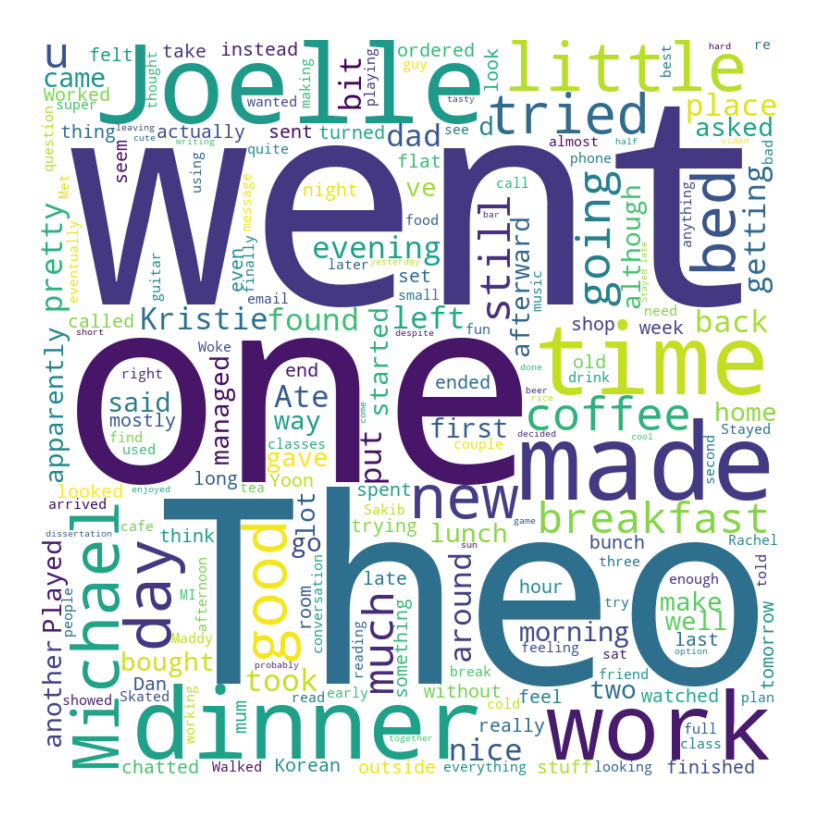 u felt take instead Joelle bit ordered little re
came thought making playing guy look hard best
Worked super wanted tried place
thing actually sent turned dad d see almost asked
question leaving cute writing quite tasty half video bad
seem using went flat phone bed
Met message night ve call still going although anything getting
pretty eventually guitar even finally evening food later yesterday bar afterward music
email set small Stayed late need
called short Kristie found left despite fun shop week back
apparently right Woke end started one old drink done time
said mostly managed Ate way ended first beer rice coffee home
find used classes gave put come couple decided made cool Stayed second
looked long tea Yoon spent new
arrived enjoyed glot Sakib trying lunch game breakfast
dissertation cafe think go conversation late around sun bunch Rachel
Michael day good room Theo hour three enough told
another Played people MI afternoon Maddy reading something much morning try make well
feeling last tomorrow
bought probably break sat option
showed Dan Skated took read early without feel friend two watched plan
working mum dinner cold really work full
together nice class
chatted Walked Korean outside everything stuff looking finished